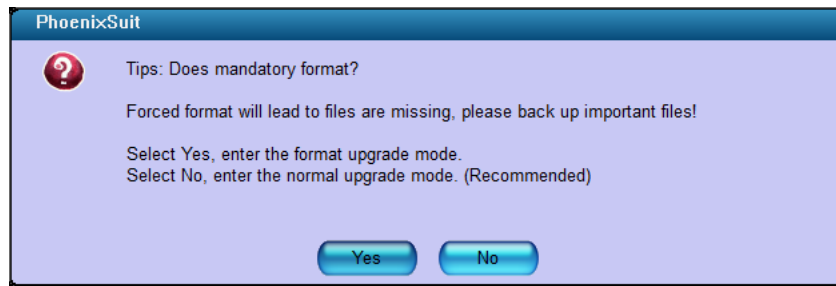 PhoenixSuit
Tips: Does mandatory format?
Forced format will lead to files are missing, please back up important files!
Select Yes, enter the format upgrade mode.
Select No, enter the normal upgrade mode. (Recommended)
Yes No